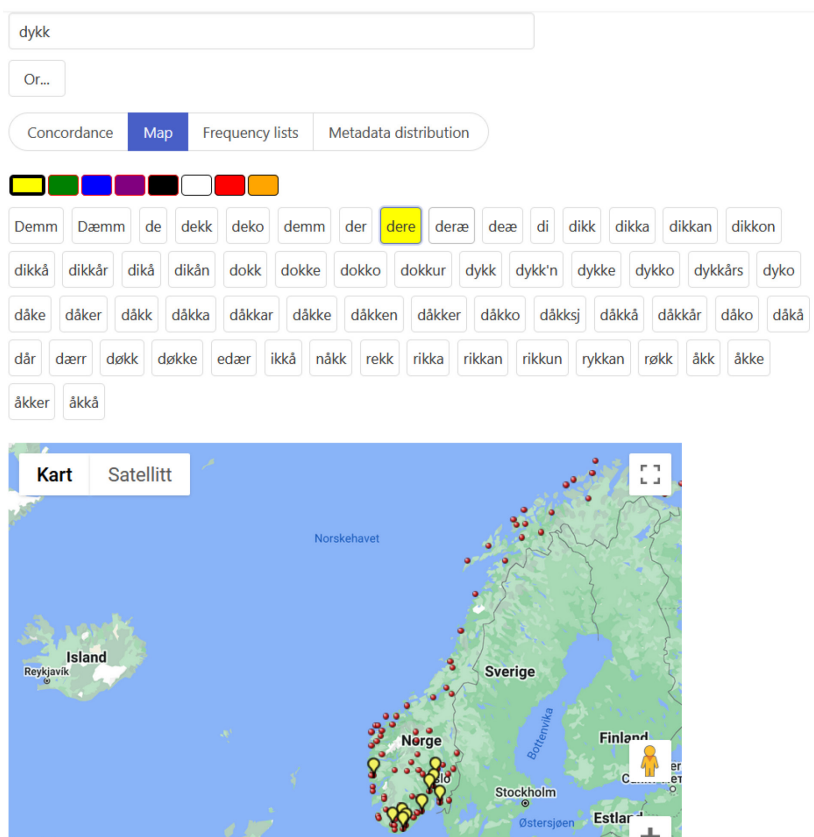 dykk
Or...
Concordance Map Frequency lists Metadata distribution
Demm Dæmm de dekk deko demm der dere deræ deæ di dikk dikka dikkan dikkon
dikkå dikkår dikå dikån dokk dokke dokko dokkur dykk dykk'n dykke dykko dykkårs dyko
dåke dåker dåkk dåkka dåkkar dåkke dåkken dåkker dåkko dåkksj dåkkå dåkkår dåko dåkå
dår dærr døkk døkke edær ikkå nåkk rekk rikka rikkan rikkun rykkan røkk åkk åkke
åkker åkkå
Kart Satellitt
Norskehavet
Island
Reykjavík
Sverige
Bottenvika
Norge
Finland
Stockholm
Østersjøen
Estland